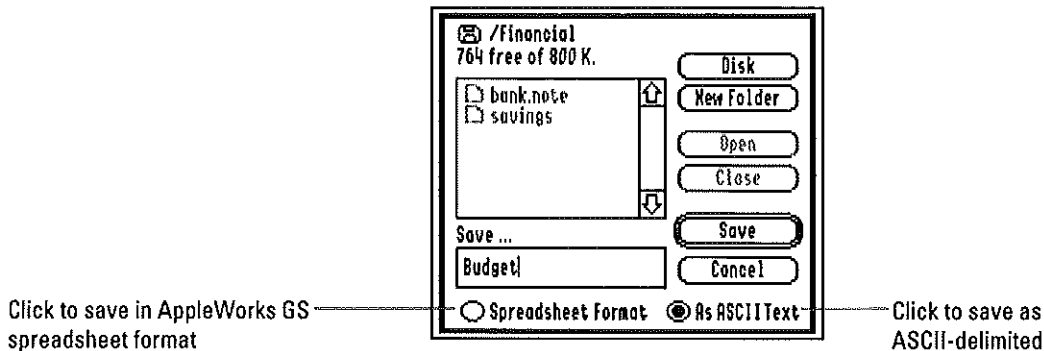 /Financial
764 free of 800 K.
Disk
bank.note
New Folder
savings
Open
Close
Save ...
Save
Budget
Cancel
Click to save in AppleWorks GS
spreadsheet format
Spreadsheet Format
As ASCII Text
Click to save as
ASCII-delimited